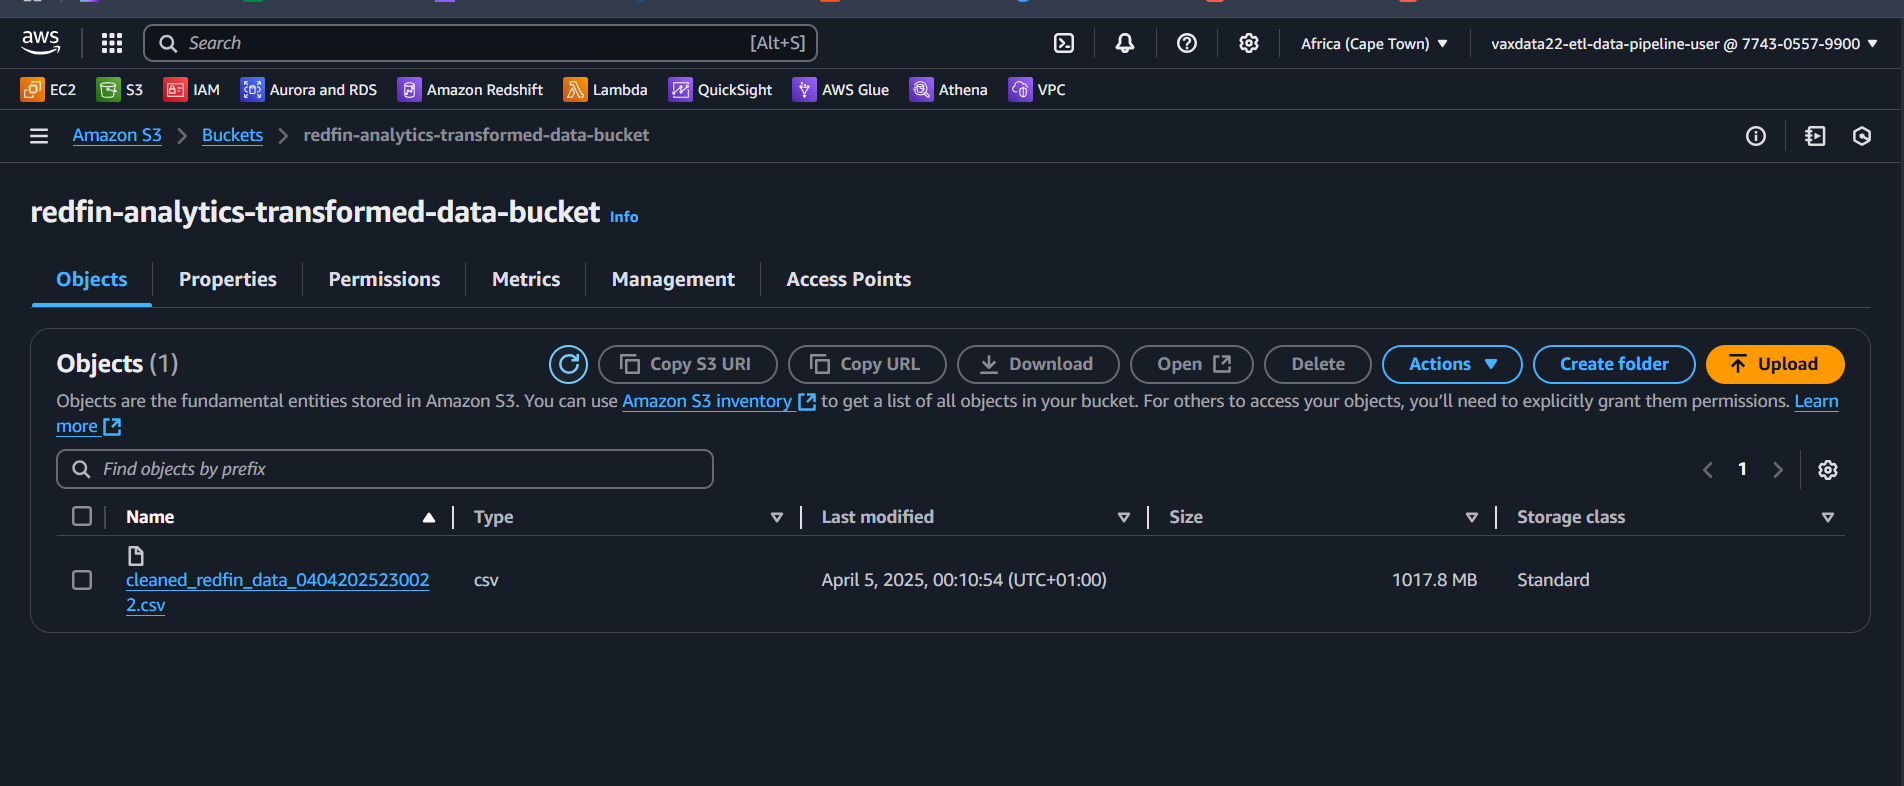 aws
Search
[Alt+S]
Africa (Cape Town)
vaxdata22-etl-data-pipeline-user @ 7743-0557-9900
EC2
S3
IAM
Aurora and RDS
Amazon Redshift
Lambda
QuickSight
AWS Glue
Athena
VPC
Amazon S3
Buckets
redfin-analytics-transformed-data-bucket
redfin-analytics-transformed-data-bucket Info
Objects
Properties
Permissions
Metrics
Management
Access Points
Objects (1)
Copy S3 URI
Copy URL
Download
Open
Delete
Actions
Create folder
Upload
Objects are the fundamental entities stored in Amazon S3. You can use Amazon S3 inventory to get a list of all objects in your bucket. For others to access your objects, you’ll need to explicitly grant them permissions. Learn
more
Find objects by prefix
1
Name
Type
Last modified
Size
Storage class
cleaned_redfin_data_0404202523002
2.csv
csv
April 5, 2025, 00:10:54 (UTC+01:00)
1017.8 MB
Standard